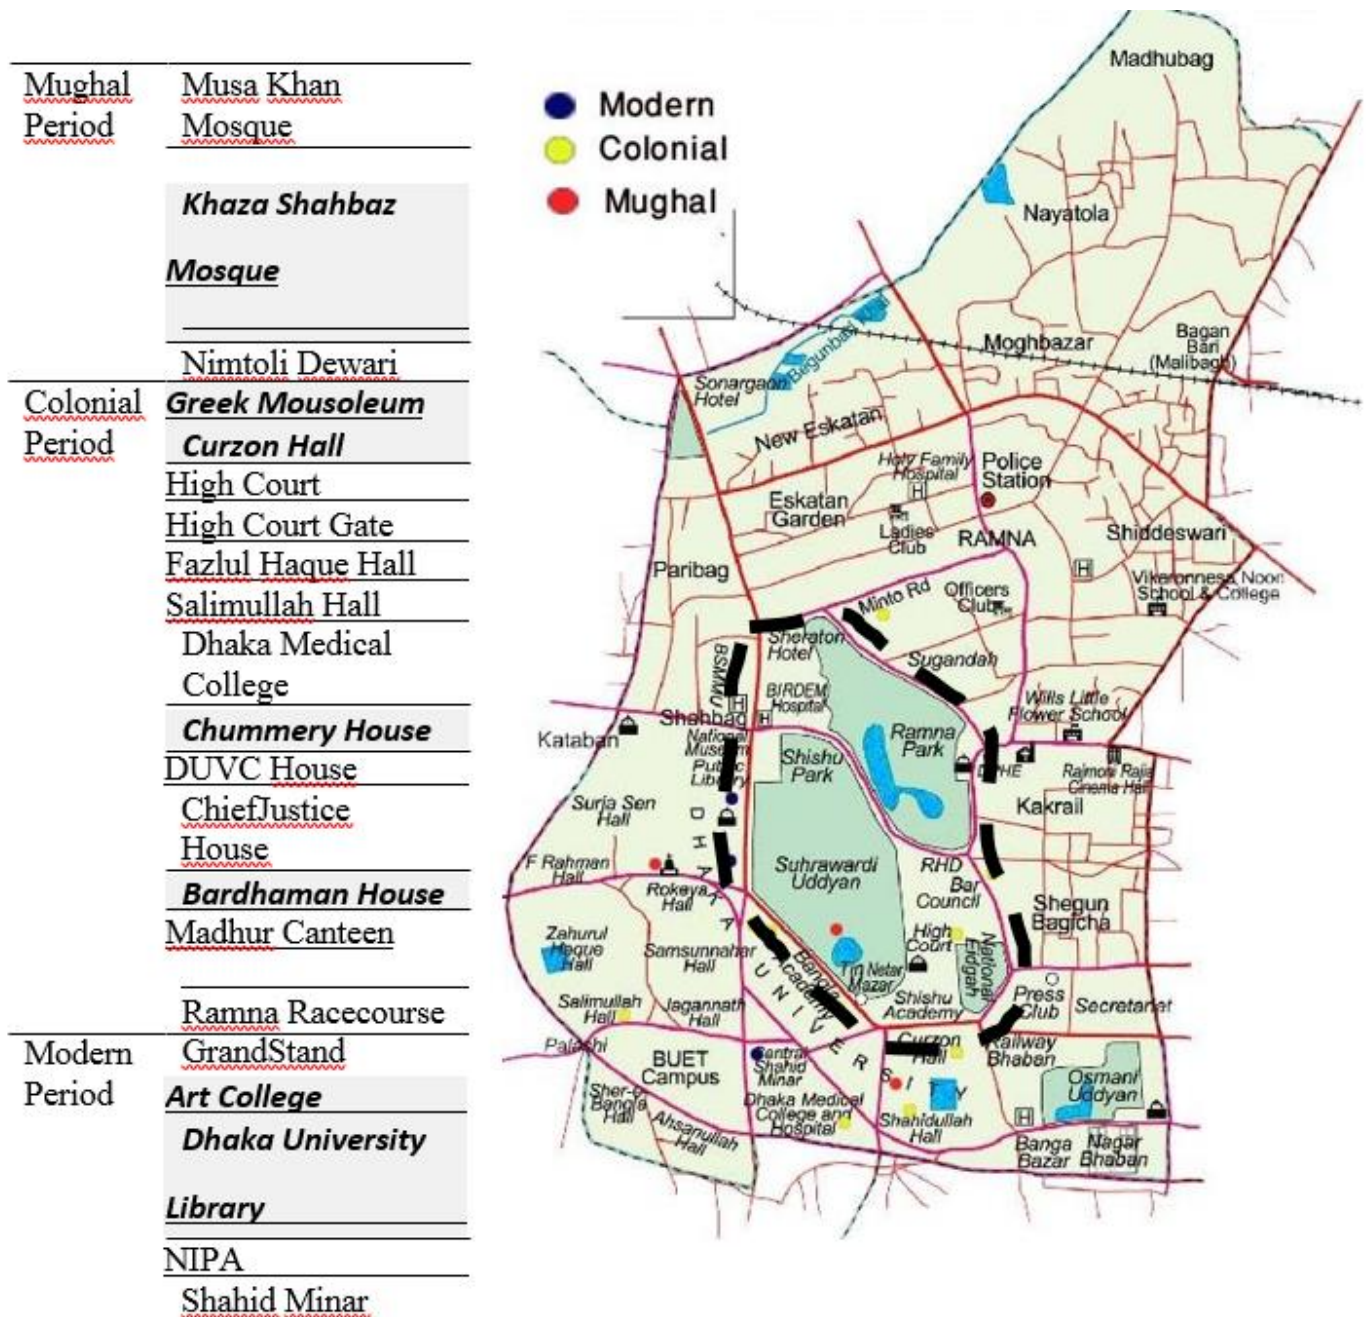 Mughal
Period
Musa Khan
Mosque
Khaza Shahbaz
Mosque
Nimtoli Dewari
Colonial
Period
Greek Mousoleum
Curzon Hall
High Court
High Court Gate
Fazlul Haque Hall
Salimullah Hall
Dhaka Medical
College
Chummery House
DUVC House
ChiefJustice
House
Bardhaman House
Madhur Canteen
Ramna Racecourse
Modern
Period
GrandStand
Art College
Dhaka University
Library
NIPA
Shahid Minar
Modern
Colonial
Mughal
Madhubag
Nayatola
Moghbazar
Bagan
Bari
(Malibagh)
Bagunbari
Sonargaon
Hotel
New Eskatan
Holy Family
Hospital
H
Police
Station
Eskatan
Garden
Ladies
Club
RAMNA
Shiddeswari
H
Paribag
Vikaronness Noon
School & College
Minto Rd
Officers
Club
Sheraton
Hotel
BSMMU
Sugandah
BIRDEM
Hospital
H
H
Shahbag
Wills Little
Flower School
Kataban
National
Museum
Public
Library
Shishu
Park
Ramna
Park
Rajmoni Rajia
Cinema Hall
Kakrail
Surja Sen
Hall
DHAKA UNIVERSITY
F Rahman
Hall
Rokeya
Hall
Suhrawardi
Uddyan
RHD
Bar
Council
Shegun
Bagicha
Zahurul
Haque
Hall
Samsunnahar
Hall
Bangla
Academy
High
Court
National
Eidgah
Tin Netar
Mazar
Salimullah
Hall
Jagannath
Hall
Shishu
Academy
Press
Club
Secretariat
Palashi
BUET
Campus
Central
Shahid
Minar
Curzon
Hall
Railway
Bhaban
Osmani
Uddyan
Sher-e
Bangla
Hall
Ahsanullah
Hall
Dhaka Medical
College and
Hospital
Shahidullah
Hall
H
Banga
Bazar
Nagar
Bhaban